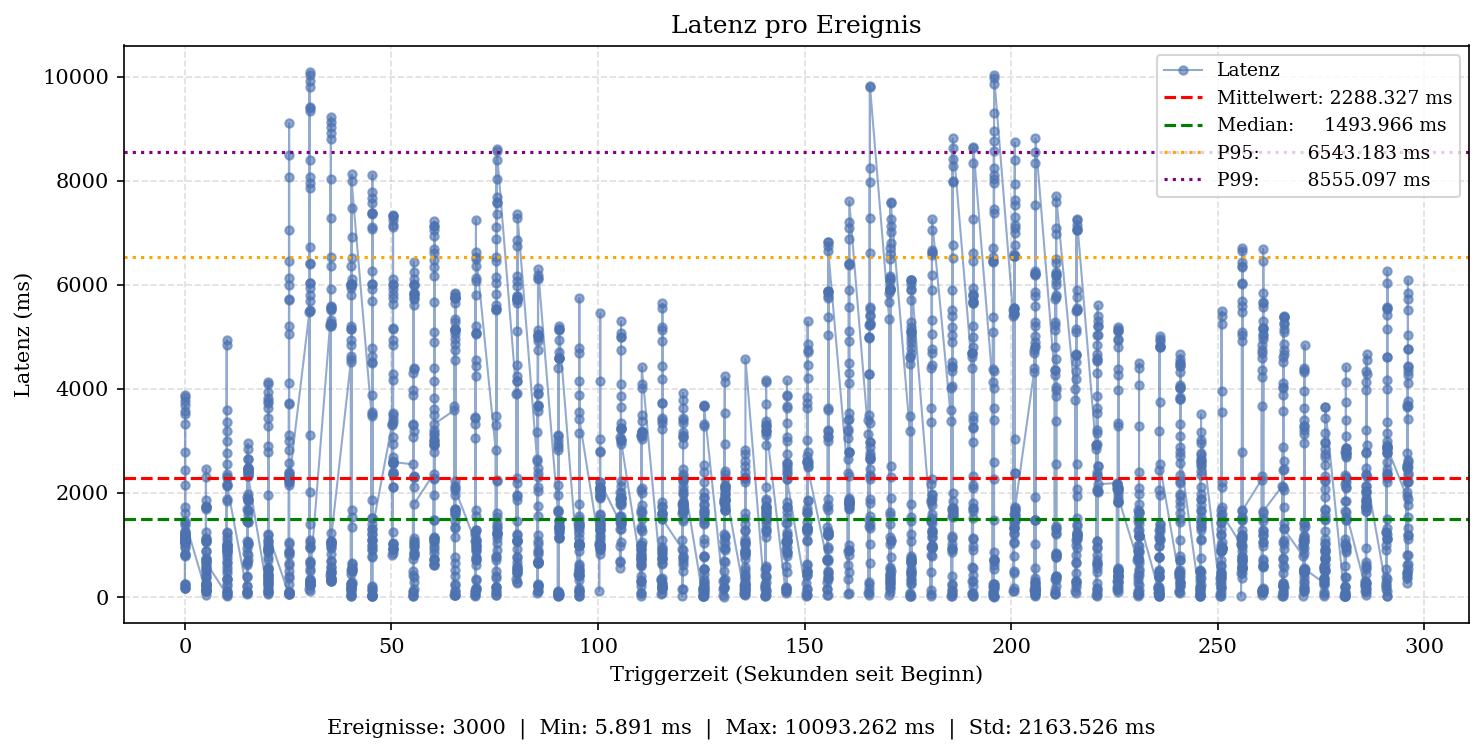 Latenz pro Ereignis
Latenz (ms)
10000
8000
6000
4000
2000
0
Latenz
Mittelwert: 2288.327 ms
Median: 1493.966 ms
P95: 6543.183 ms
P99: 8555.097 ms
0 50 100 150 200 250 300
Triggerzeit (Sekunden seit Beginn)
Ereignisse: 3000 | Min: 5.891 ms | Max: 10093.262 ms | Std: 2163.526 ms